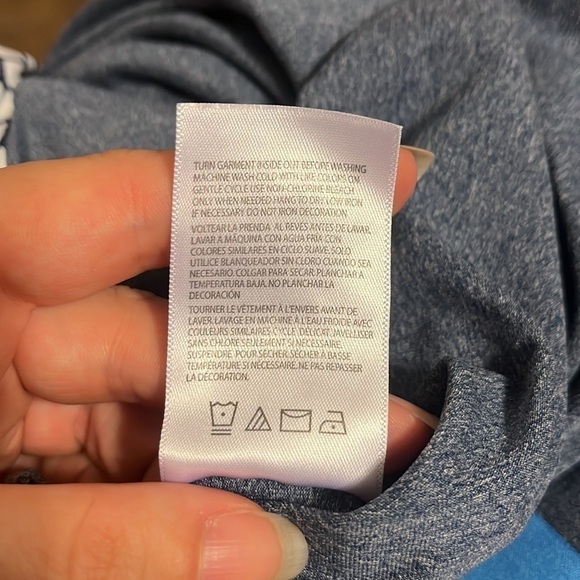 TURN GARMENT INSIDE OUT BEFORE WASHING
MACHINE WASH COLD WITH LIKE COLORS ON
GENTLE CYCLE USE NON-CHLORINE BLEACH
ONLY WHEN NEEDED HANG TO DRY LOW IRON
IF NECESSARY. DO NOT IRON DECORATION
VOLTEAR LA PRENDA. AL REVES ANTES DE LAVAR.
LAVAR A MÁQUINA CON AGUA FRIA CON
COLORES SIMILARES EN CICLO SUAVE. SOLO
UTILICE BLANQUEADOR SIN CLORO CUANDO SEA
NECESARIO. COLGAR PARA SECAR. PLANCHAR A
TEMPERATURA BAJA. NO PLANCHAR LA
DECORACIÓN
TOURNER LE VÊTEMENT À L'ENVERS AVANT DE
LAVER. LAVAGE EN MACHINE À L'EAU FROIDE AVEC
COULEURS SIMILAIRES CYCLE DÉLICAT. JAVELLISER
SANS CHLORE SEULEMENT SI NÉCESSAIRE.
SUSPENDRE. POUR SECHER. SÉCHER À BASSE
TEMPÉRATURE SI NÉCESSAIRE. NE PAS REPASSER
LA DÉCORATION.